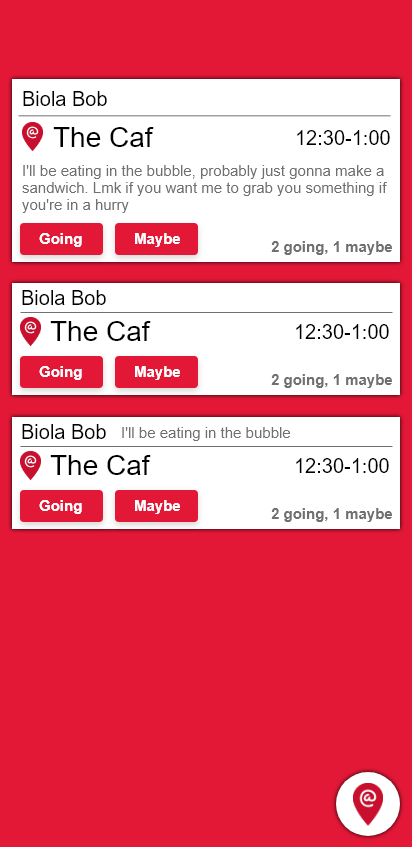 Biola Bob
@ The Caf 12:30-1:00
I'll be eating in the bubble, probably just gonna make a
sandwich. Lmk if you want me to grab you something if
you're in a hurry
Going Maybe 2 going, 1 maybe
Biola Bob
@ The Caf 12:30-1:00
Going Maybe 2 going, 1 maybe
Biola Bob I'll be eating in the bubble
@ The Caf 12:30-1:00
Going Maybe 2 going, 1 maybe
@